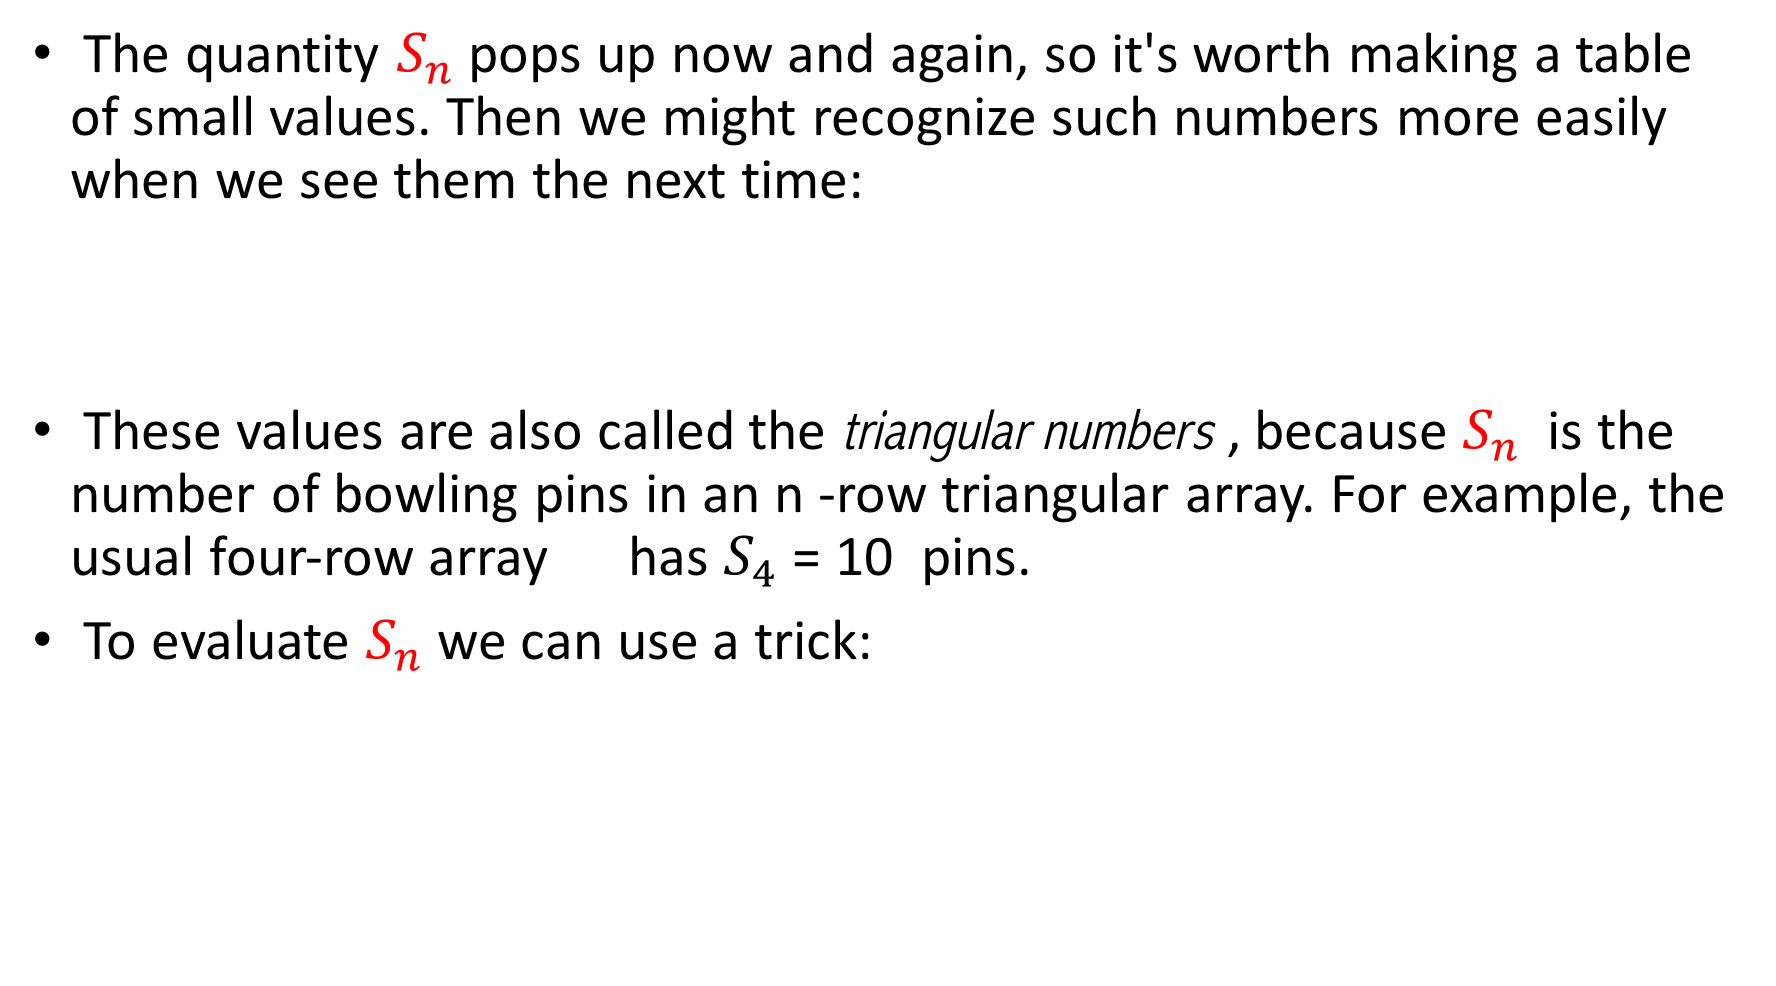 • The quantity Sₙ pops up now and again, so it's worth making a table
of small values. Then we might recognize such numbers more easily
when we see them the next time:
• These values are also called the triangular numbers , because Sₙ is the
number of bowling pins in an n -row triangular array. For example, the
usual four-row array has S₄ = 10 pins.
• To evaluate Sₙ we can use a trick: